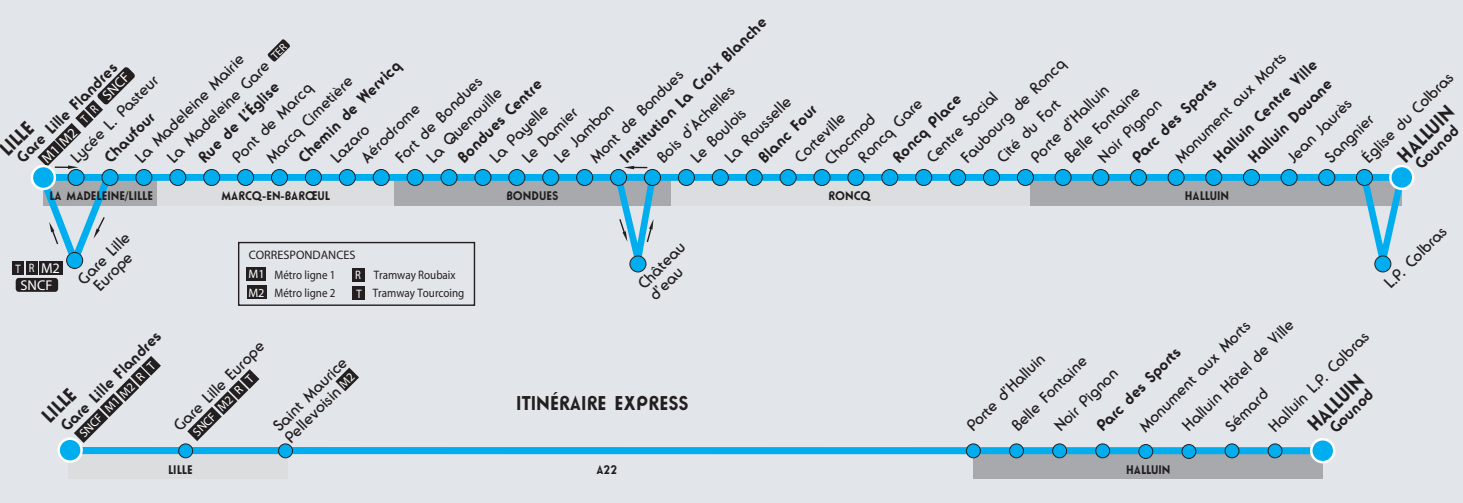 LILLE
Gare Lille Flandres
M1 M2 T R SNCF
Lycée L. Pasteur
Chaufour
La Madeleine Mairie
La Madeleine Gare TER
Rue de L'Église
Pont de Marcq
Marcq Cimetière
Chemin de Wervicq
Lazaro
Aérodrome
Fort de Bondues
La Quenouille
Bondues Centre
La Payelle
Le Damier
Le Jambon
Mont de Bondues
Institution La Croix Blanche
Bois d'Achelles
Le Boulois
La Rousselle
Blanc Four
Corteville
Chocmod
Roncq Gare
Roncq Place
Centre Social
Faubourg de Roncq
Cité du Fort
Porte d'Halluin
Belle Fontaine
Noir Pignon
Parc des Sports
Monument aux Morts
Halluin Centre Ville
Halluin Douane
Jean Jaurès
Sangnier
Église du Colbras
HALLUIN
Gounod
LA MADELEINE/LILLE
MARCQ-EN-BARŒUL
BONDUES
RONCQ
HALLUIN
T R M2
SNCF
Gare Lille
Europe
Château
d'eau
L.P. Colbras
CORRESPONDANCES
M1 Métro ligne 1 R Tramway Roubaix
M2 Métro ligne 2 T Tramway Tourcoing
ITINÉRAIRE EXPRESS
LILLE
Gare Lille Flandres
SNCF M1 M2 R T
Gare Lille Europe
SNCF M2 R T
Saint Maurice
Pellevoisin M2
Porte d'Halluin
Belle Fontaine
Noir Pignon
Parc des Sports
Monument aux Morts
Halluin Hôtel de Ville
Sémard
Halluin L.P. Colbras
HALLUIN
Gounod
LILLE
A22
HALLUIN